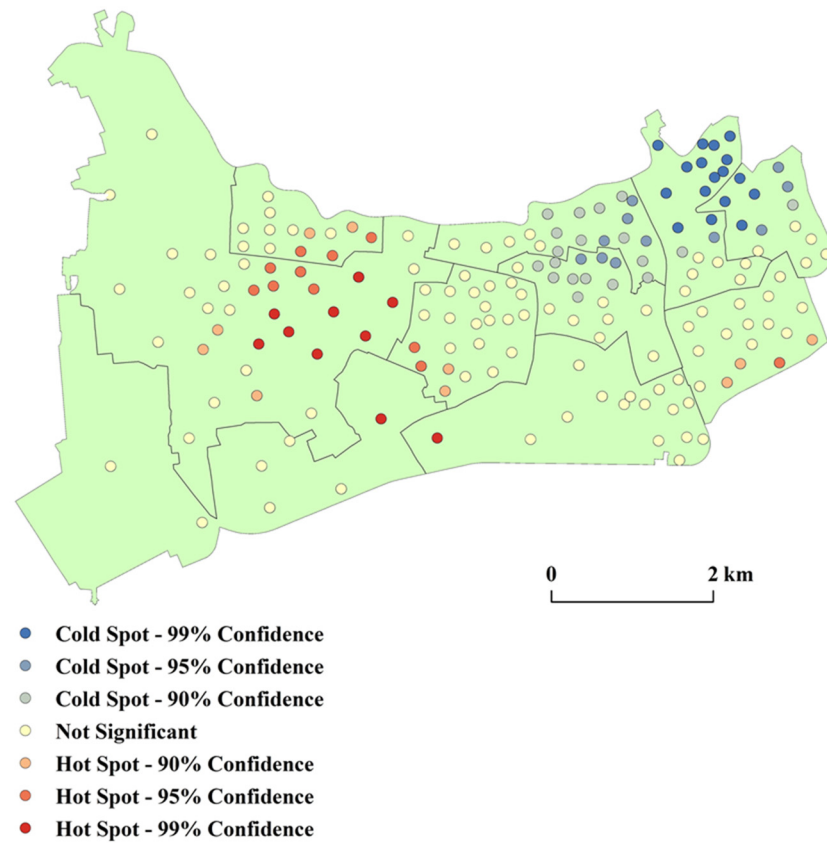 0 2 km
Cold Spot - 99% Confidence
Cold Spot - 95% Confidence
Cold Spot - 90% Confidence
Not Significant
Hot Spot - 90% Confidence
Hot Spot - 95% Confidence
Hot Spot - 99% Confidence